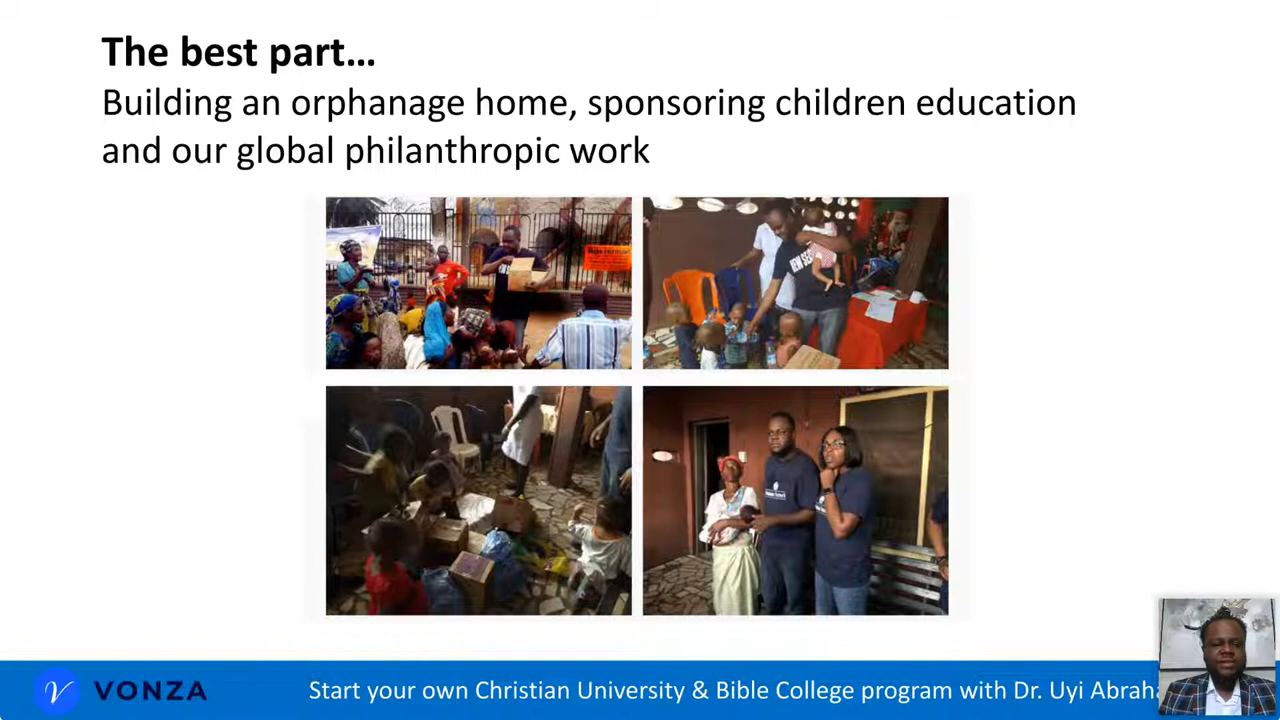 The best part...
Building an orphanage home, sponsoring children education
and our global philanthropic work
VONZA
Start your own Christian University & Bible College program with Dr. Uyi Abraha